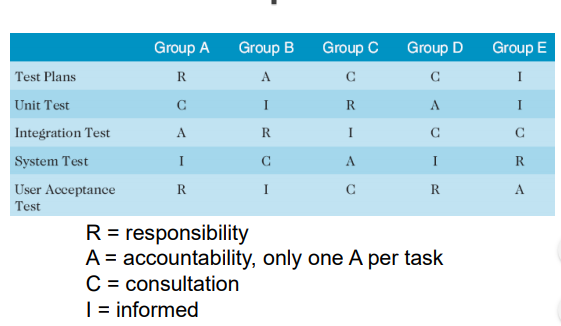 Group A Group B Group C Group D Group E
Test Plans R A C C I
Unit Test C I R A I
Integration Test A R I C C
System Test I C A I R
User Acceptance Test R I C R A
R = responsibility
A = accountability, only one A per task
C = consultation
I = informed